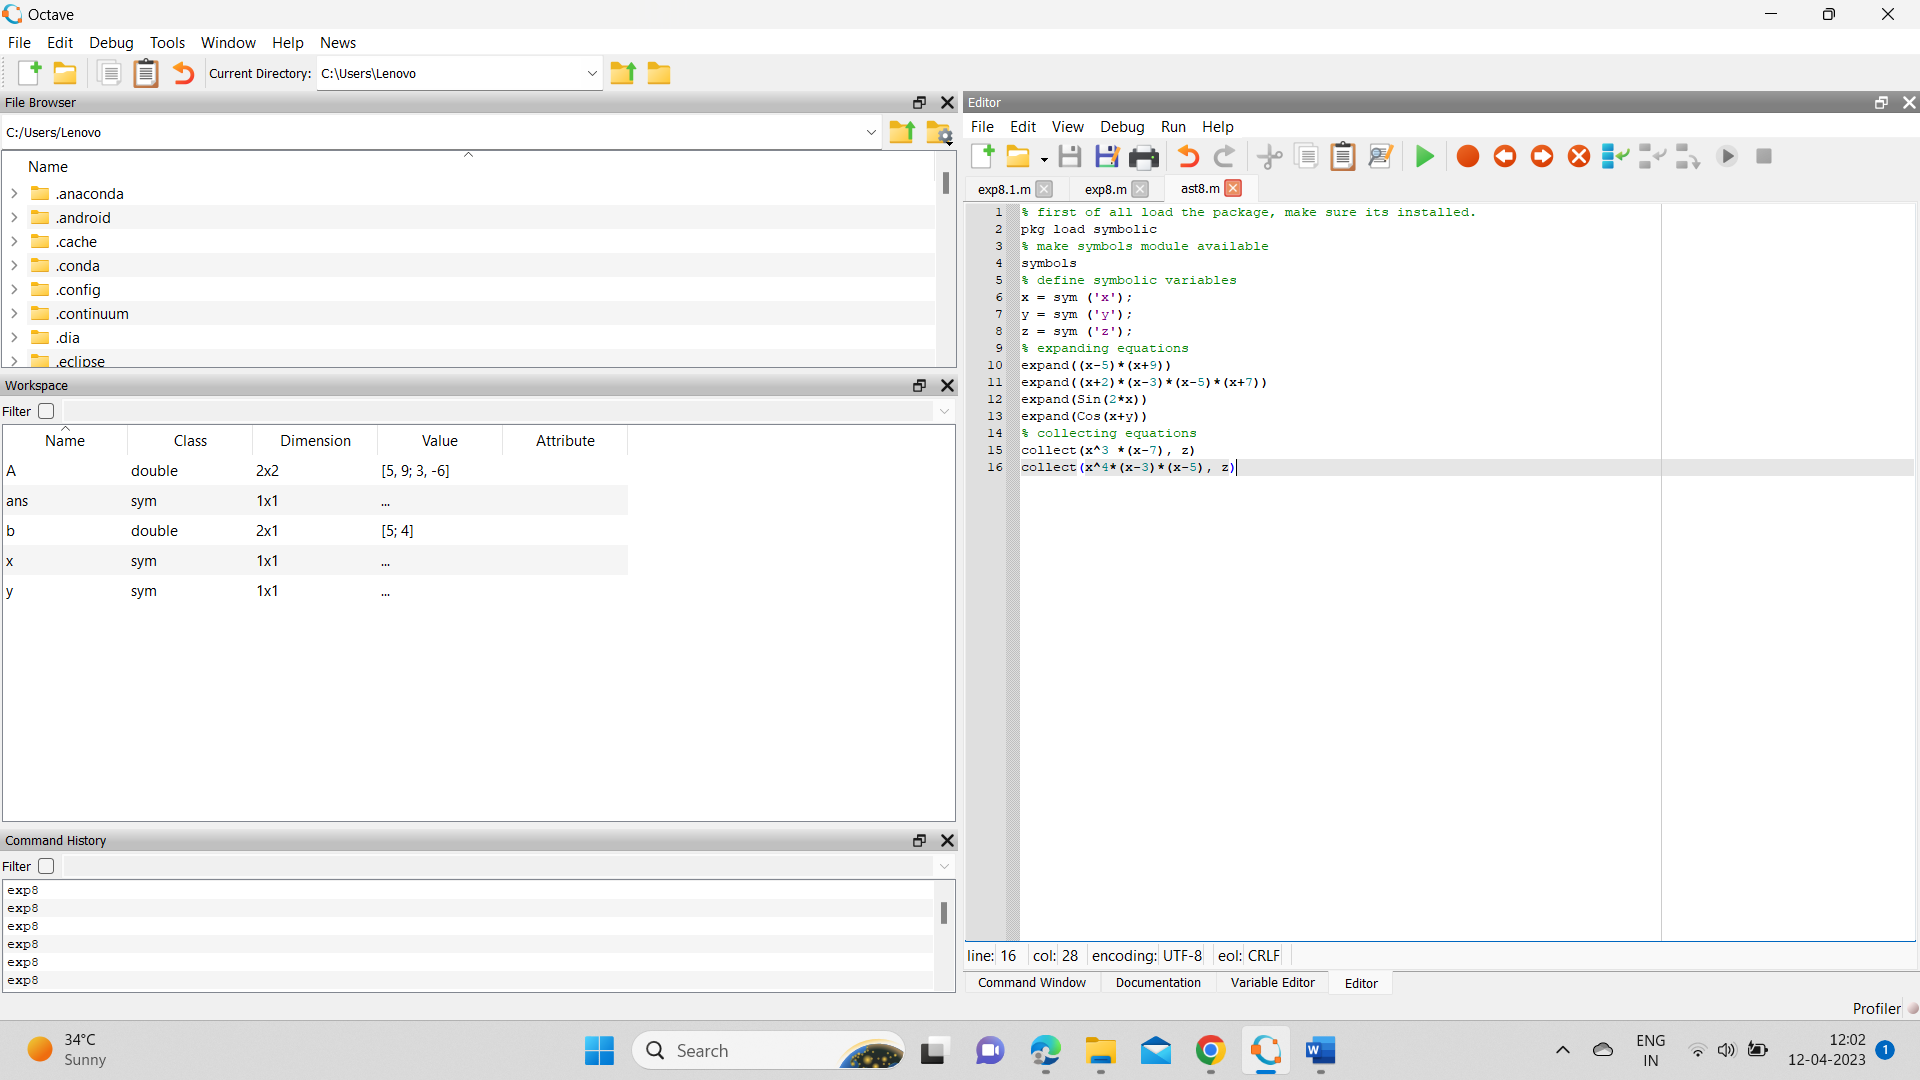 Octave
File Edit Debug Tools Window Help News
Current Directory: C:\Users\Lenovo
File Browser
C:/Users/Lenovo
Name
.anaconda
.android
.cache
.conda
.config
.continuum
.dia
.eclipse
Workspace
Filter
Name Class Dimension Value Attribute
A double 2x2 [5, 9; 3, -6]
ans sym 1x1 ...
b double 2x1 [5; 4]
x sym 1x1 ...
y sym 1x1 ...
Command History
Filter
exp8
exp8
exp8
exp8
exp8
exp8
Editor
File Edit View Debug Run Help
exp8.1.m exp8.m ast8.m
1 % first of all load the package, make sure its installed.
2 pkg load symbolic
3 % make symbols module available
4 symbols
5 % define symbolic variables
6 x = sym ('x');
7 y = sym ('y');
8 z = sym ('z');
9 % expanding equations
10 expand((x-5)*(x+9))
11 expand((x+2)*(x-3)*(x-5)*(x+7))
12 expand(Sin(2*x))
13 expand(Cos(x+y))
14 % collecting equations
15 collect(x^3 *(x-7), z)
16 collect(x^4*(x-3)*(x-5), z)
line: 16 col: 28 encoding: UTF-8 eol: CRLF
Command Window Documentation Variable Editor Editor
Profiler
34°C
Sunny
Search
W
ENG
IN
12:02
12-04-2023
1